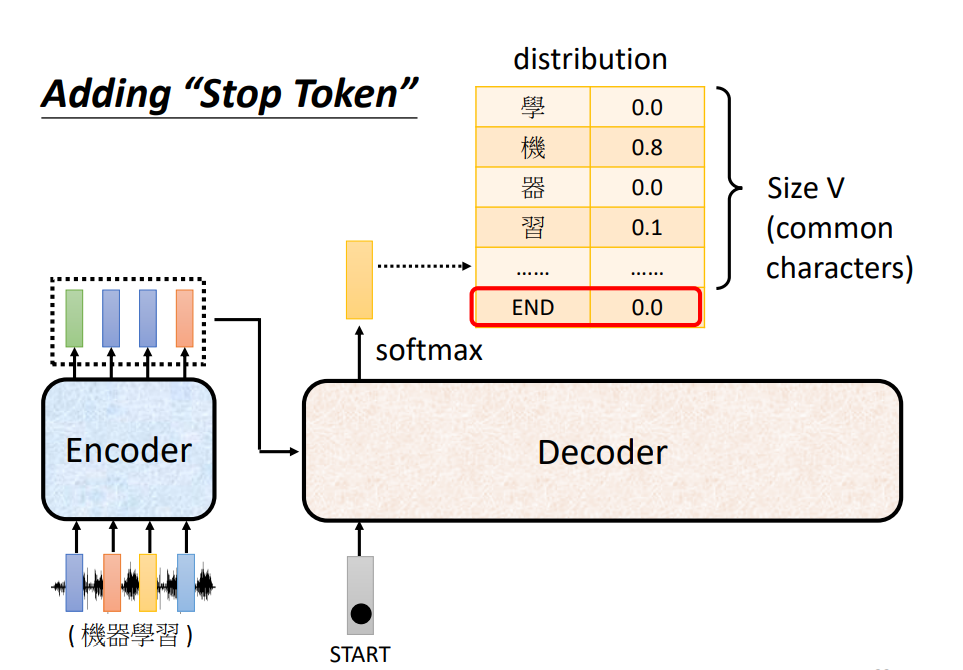 Adding “Stop Token”
distribution
學 0.0
機 0.8
器 0.0
習 0.1
…… ……
END 0.0
Size V
(common
characters)
softmax
Encoder
Decoder
( 機器學習 )
START